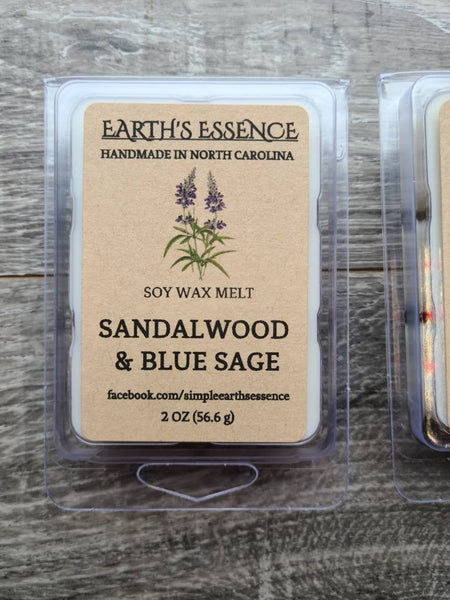 EARTH'S ESSENCE
HANDMADE IN NORTH CAROLINA
SOY WAX MELT
SANDALWOOD
& BLUE SAGE
facebook.com/simpleearthsessence
2 OZ (56.6 g)